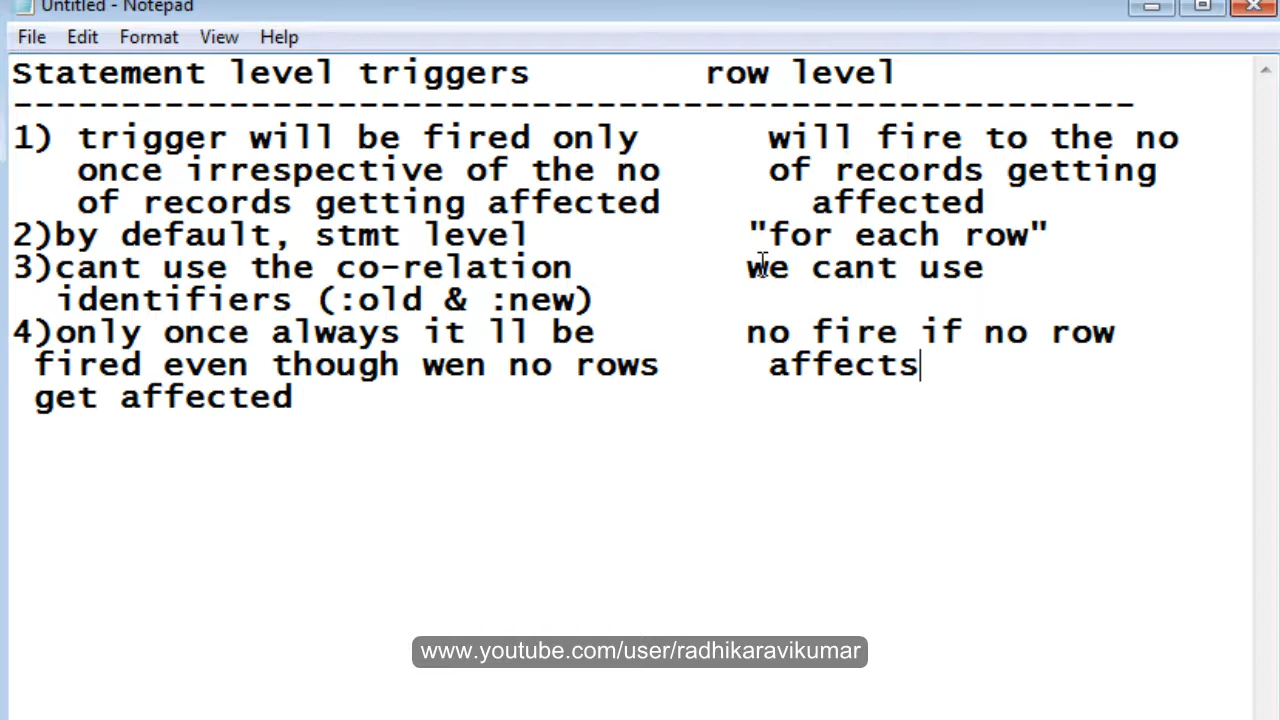 Untitled - Notepad
File Edit Format View Help
Statement level triggers row level
-----------------------------------------------------
1) trigger will be fired only will fire to the no
once irrespective of the no of records getting
of records getting affected affected
2)by default, stmt level "for each row"
3)cant use the co-relation we cant use
identifiers (:old & :new)
4)only once always it ll be no fire if no row
fired even though wen no rows affects
get affected
www.youtube.com/user/radhikaravikumar